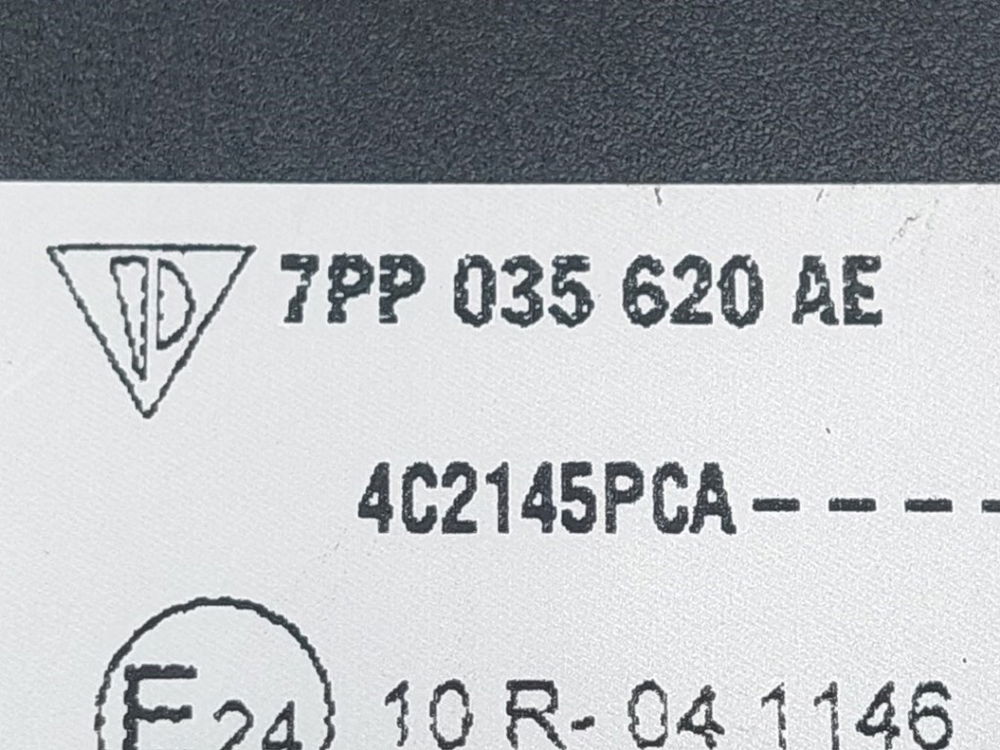 7PP 035 620 AE
4C2145PCA----
E24 10 R-04 1146